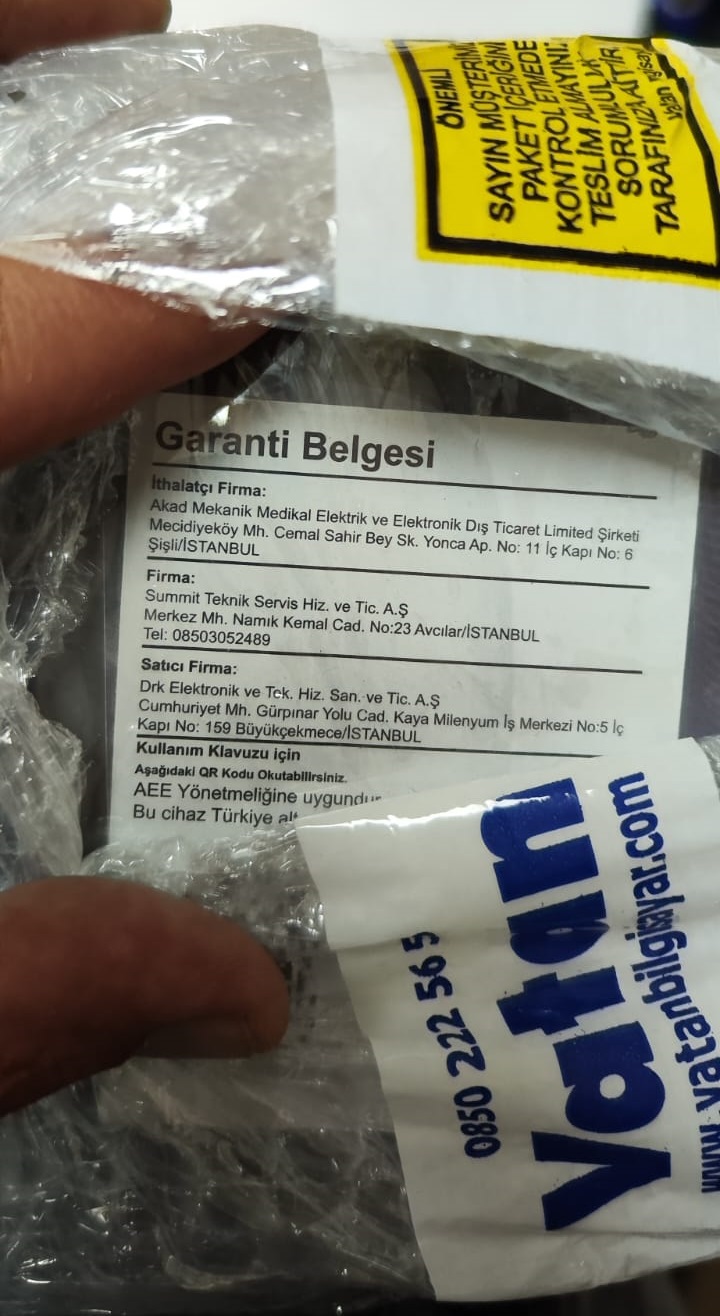 ÖNEMLİ
SAYIN MÜŞTERİMİZ
PAKET İÇERİĞİNİ
KONTROL ETMEDEN
TESLİM ALMAYINIZ.
SORUMLULUK
TARAFINIZA AİTTİR.
Garanti Belgesi
İthalatçı Firma:
Akad Mekanik Medikal Elektrik ve Elektronik Dış Ticaret Limited Şirketi
Mecidiyeköy Mh. Cemal Sahir Bey Sk. Yonca Ap. No: 11 İç Kapı No: 6
Şişli/İSTANBUL
Firma:
Summit Teknik Servis Hiz. ve Tic. A.Ş
Merkez Mh. Namık Kemal Cad. No:23 Avcılar/İSTANBUL
Tel: 08503052489
Satıcı Firma:
Drk Elektronik ve Tek. Hiz. San. ve Tic. A.Ş
Cumhuriyet Mh. Gürpınar Yolu Cad. Kaya Milenyum İş Merkezi No:5 İç
Kapı No: 159 Büyükçekmece/İSTANBUL
Kullanım Klavuzu için
Aşağıdaki QR Kodu Okutabilirsiniz.
AEE Yönetmeliğine uygundur
Bu cihaz Türkiye
0850 222 56 5
Vatan
www.vatanbilgisayar.com